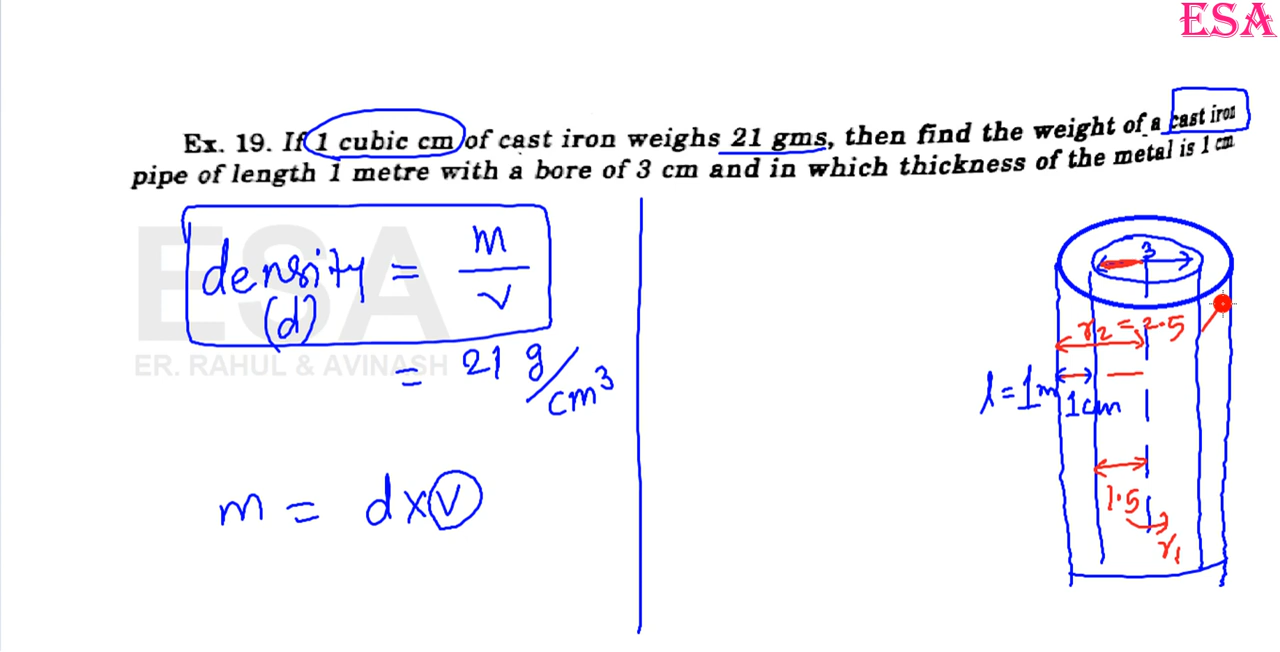 ESA
Ex. 19. If 1 cubic cm of cast iron weighs 21 gms, then find the weight of a cast iron
pipe of length 1 metre with a bore of 3 cm and in which thickness of the metal is 1 cm
ESA
ER. RAHUL & AVINASH
density = m/v
(d)
= 21 g/cm³
m = d×v
3
r₂ = 2.5
l = 1m
1cm
1.5
r₁